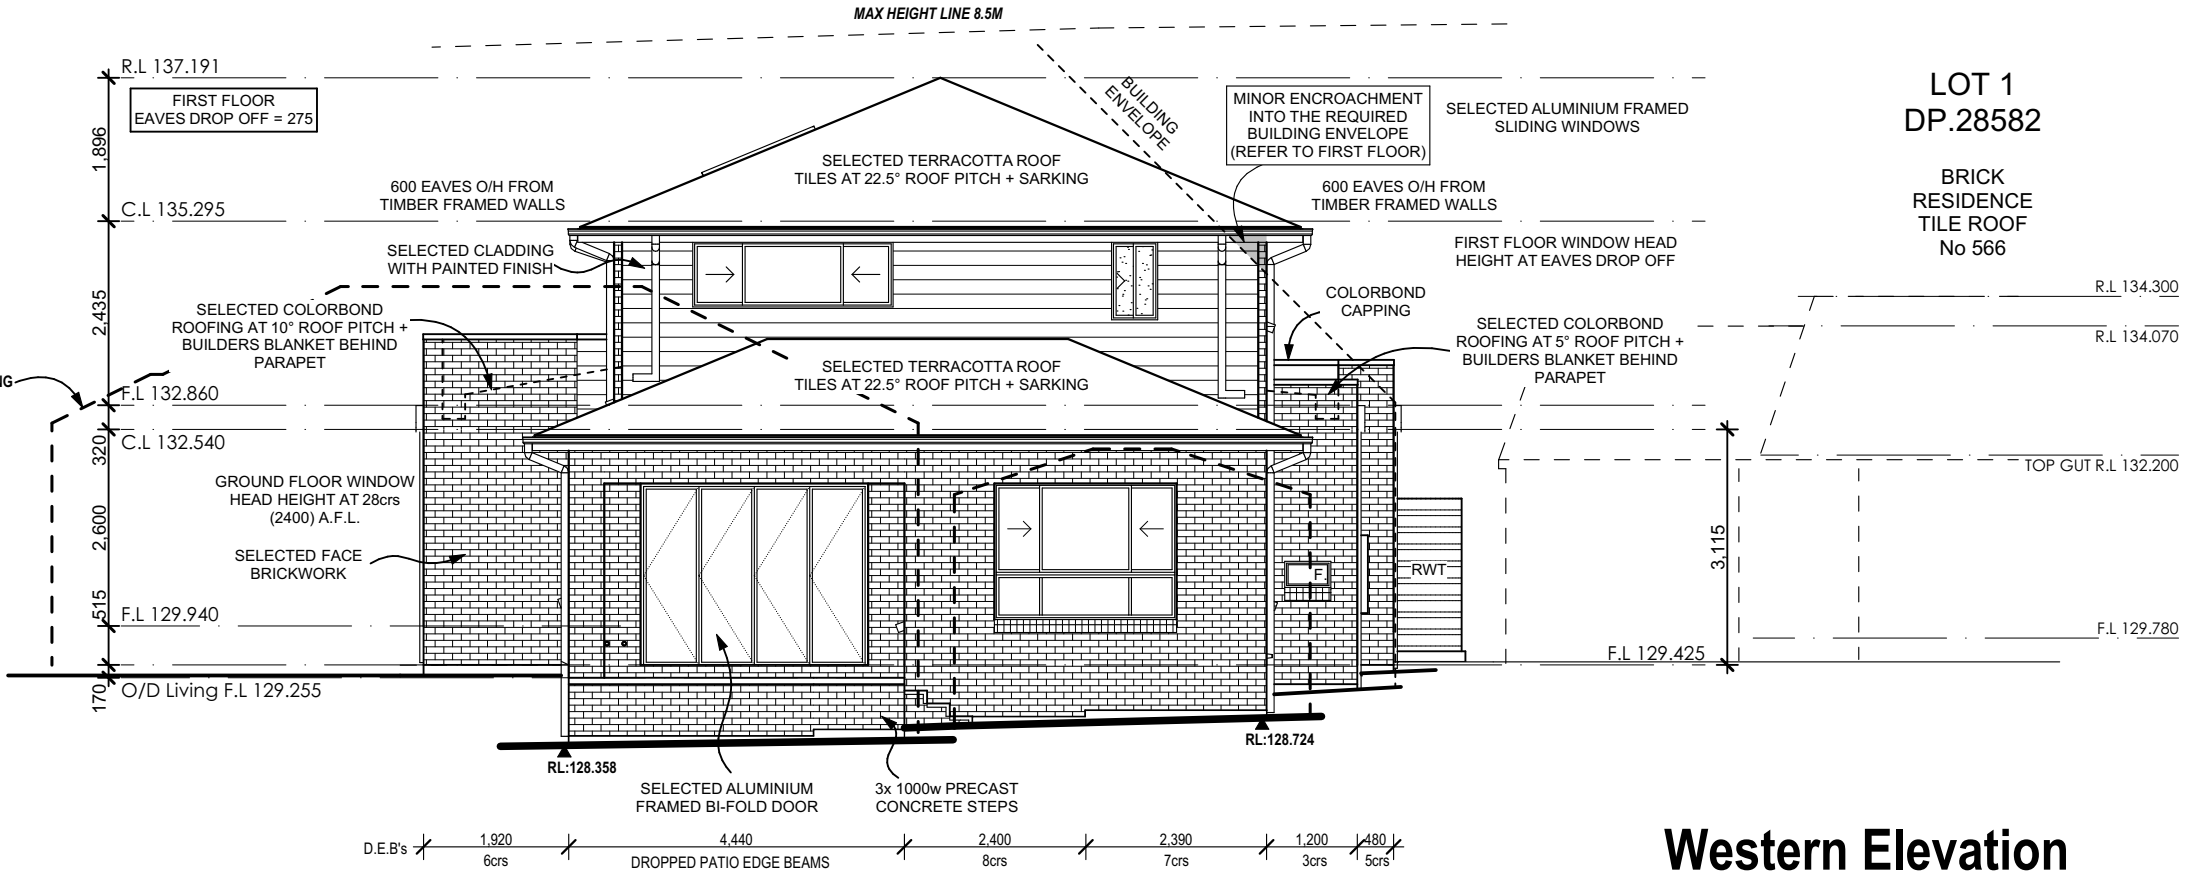 MAX HEIGHT LINE 8.5M
R.L 137.191
FIRST FLOOR
EAVES DROP OFF = 275
1,896
C.L 135.295
2,435
F.L 132.860
320
C.L 132.540
2,600
F.L 129.940
515
170
O/D Living F.L 129.255
600 EAVES O/H FROM
TIMBER FRAMED WALLS
SELECTED CLADDING
WITH PAINTED FINISH
SELECTED COLORBOND
ROOFING AT 10° ROOF PITCH +
BUILDERS BLANKET BEHIND
PARAPET
GROUND FLOOR WINDOW
HEAD HEIGHT AT 28crs
(2400) A.F.L.
SELECTED FACE
BRICKWORK
SELECTED TERRACOTTA ROOF
TILES AT 22.5° ROOF PITCH + SARKING
SELECTED TERRACOTTA ROOF
TILES AT 22.5° ROOF PITCH + SARKING
BUILDING
ENVELOPE
MINOR ENCROACHMENT
INTO THE REQUIRED
BUILDING ENVELOPE
(REFER TO FIRST FLOOR)
SELECTED ALUMINIUM FRAMED
SLIDING WINDOWS
600 EAVES O/H FROM
TIMBER FRAMED WALLS
FIRST FLOOR WINDOW HEAD
HEIGHT AT EAVES DROP OFF
COLORBOND
CAPPING
SELECTED COLORBOND
ROOFING AT 5° ROOF PITCH +
BUILDERS BLANKET BEHIND
PARAPET
F.
RWT
3,115
F.L 129.425
LOT 1
DP.28582
BRICK
RESIDENCE
TILE ROOF
No 566
R.L 134.300
R.L 134.070
TOP GUT R.L 132.200
F.L 129.780
RL:128.358
RL:128.724
SELECTED ALUMINIUM
FRAMED BI-FOLD DOOR
3x 1000w PRECAST
CONCRETE STEPS
D.E.B's
1,920
6crs
4,440
DROPPED PATIO EDGE BEAMS
2,400
8crs
2,390
7crs
1,200
3crs
480
5crs
Western Elevation